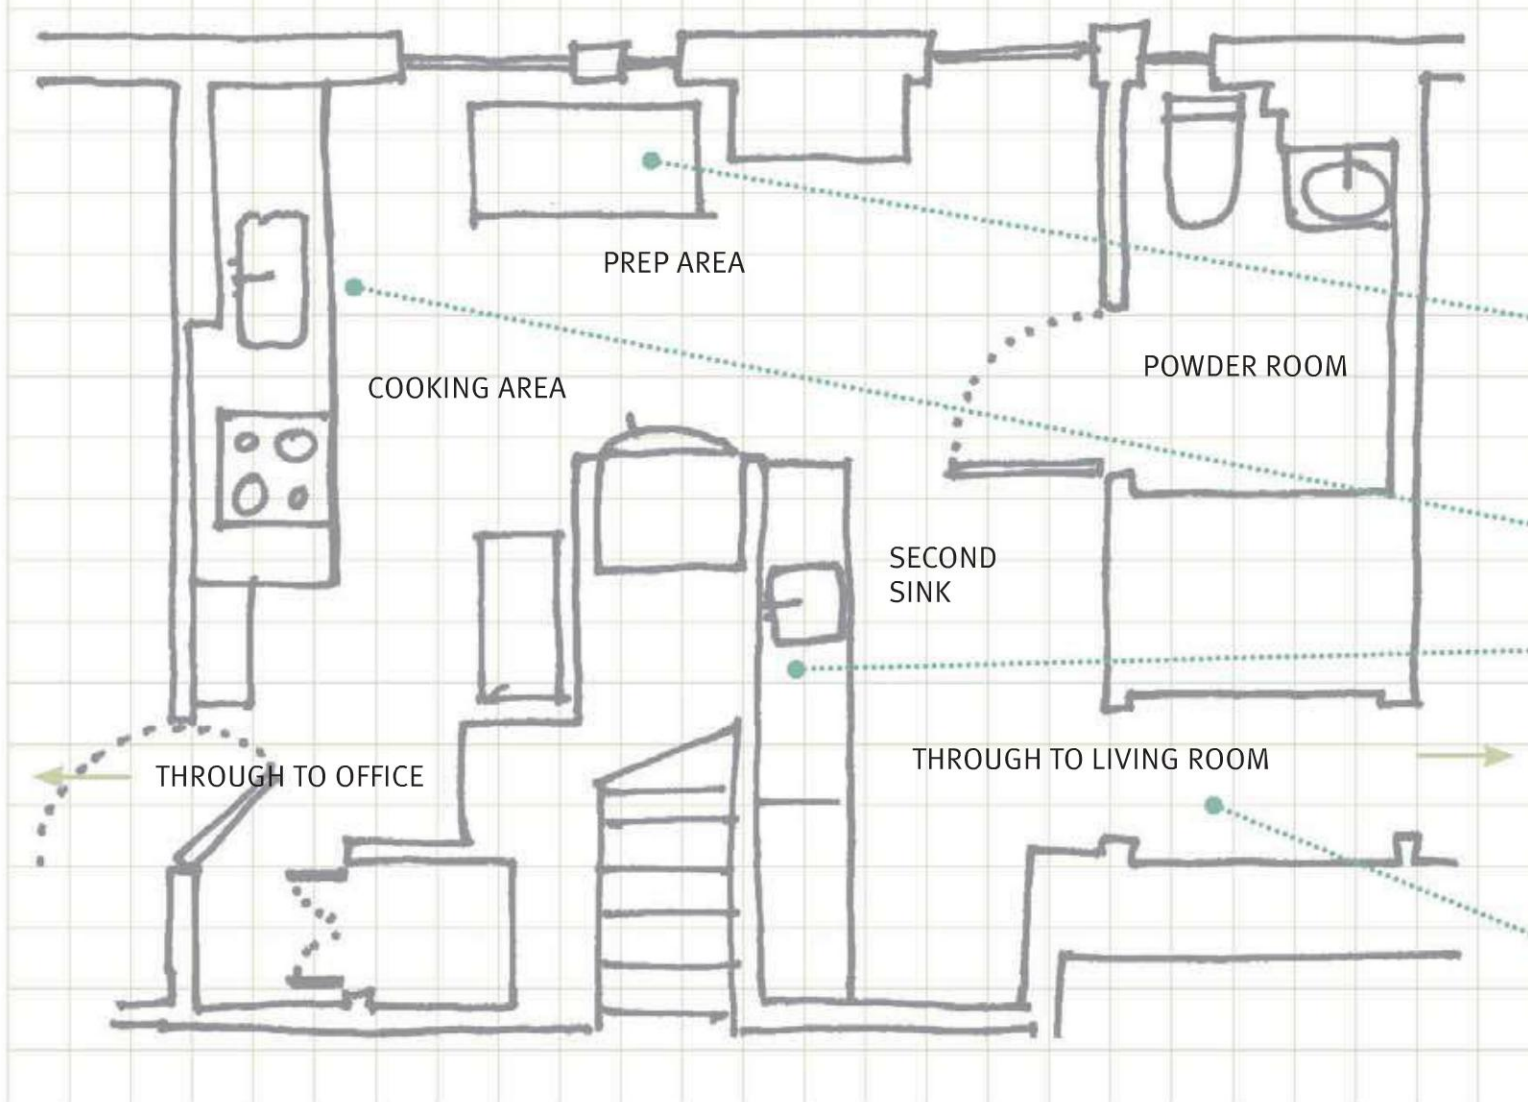 PREP AREA
POWDER ROOM
COOKING AREA
SECOND
SINK
THROUGH TO LIVING ROOM
THROUGH TO OFFICE